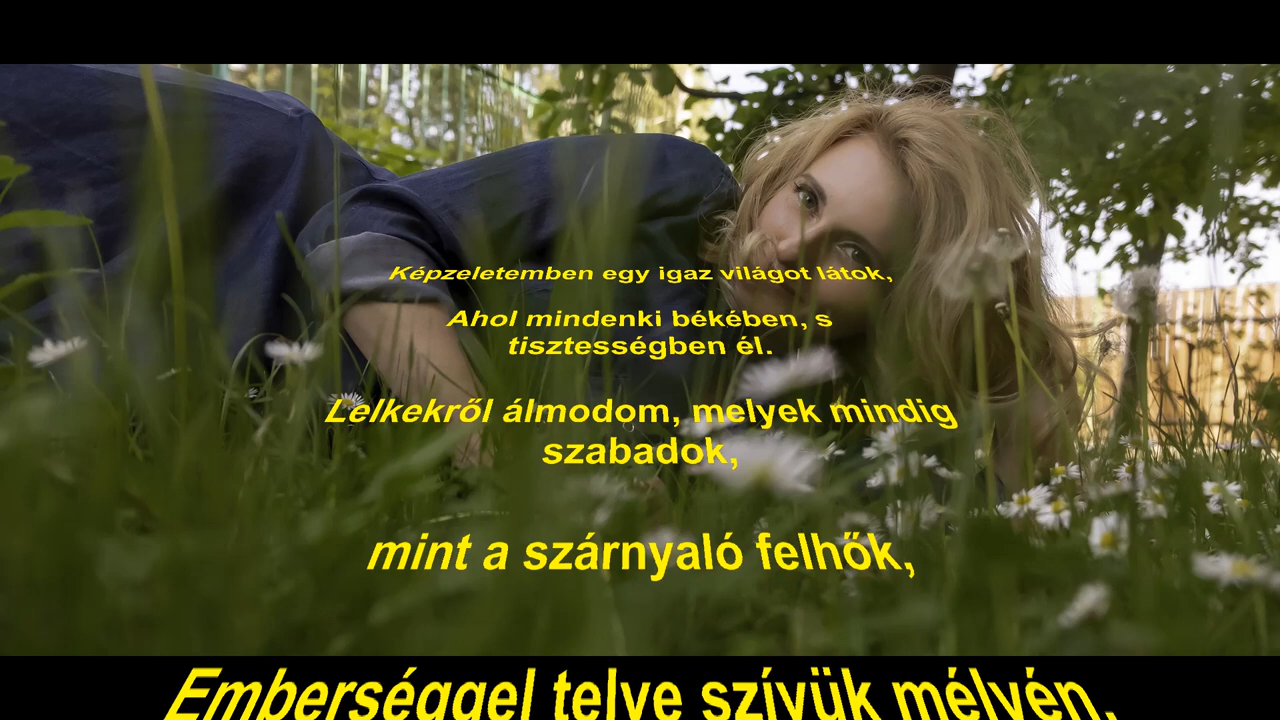 Képzeletemben egy igaz világot látok,
Ahol mindenki békében, s
tisztességben él.
Lelkekről álmodom, melyek mindig
szabadok,
mint a szárnyaló felhők,
Emberséggel telve szívük mélyén.